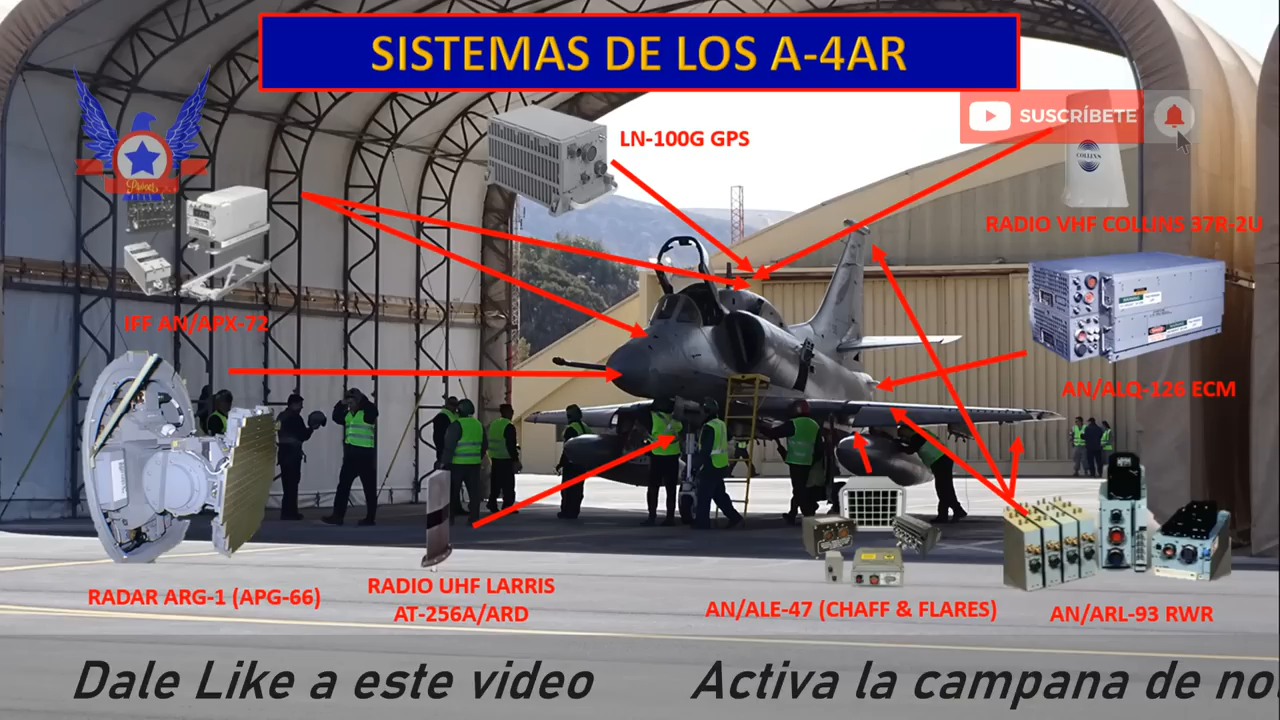 SISTEMAS DE LOS A-4AR
SUSCRÍBETE
LN-100G GPS
COLLINS
RADIO VHF COLLINS 37R-2U
IFF AN/APX-72
AN/ALQ-126 ECM
RADAR ARG-1 (APG-66)
RADIO UHF LARRIS
AT-256A/ARD
AN/ALE-47 (CHAFF & FLARES)
AN/ARL-93 RWR
Dale Like a este video
Activa la campana de no